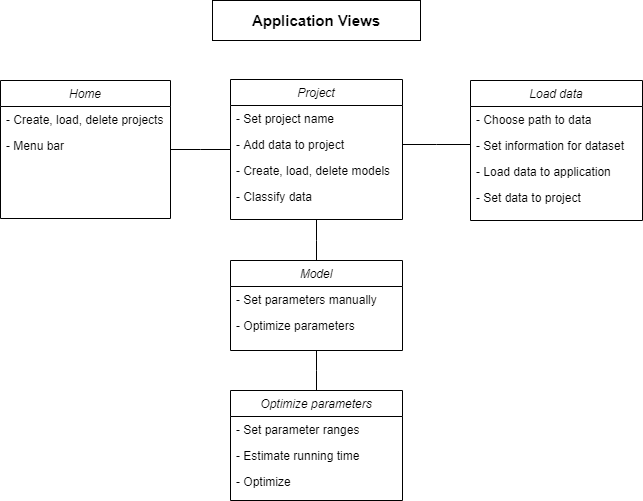 Application Views
Home
- Create, load, delete projects
- Menu bar
Project
- Set project name
- Add data to project
- Create, load, delete models
- Classify data
Load data
- Choose path to data
- Set information for dataset
- Load data to application
- Set data to project
Model
- Set parameters manually
- Optimize parameters
Optimize parameters
- Set parameter ranges
- Estimate running time
- Optimize